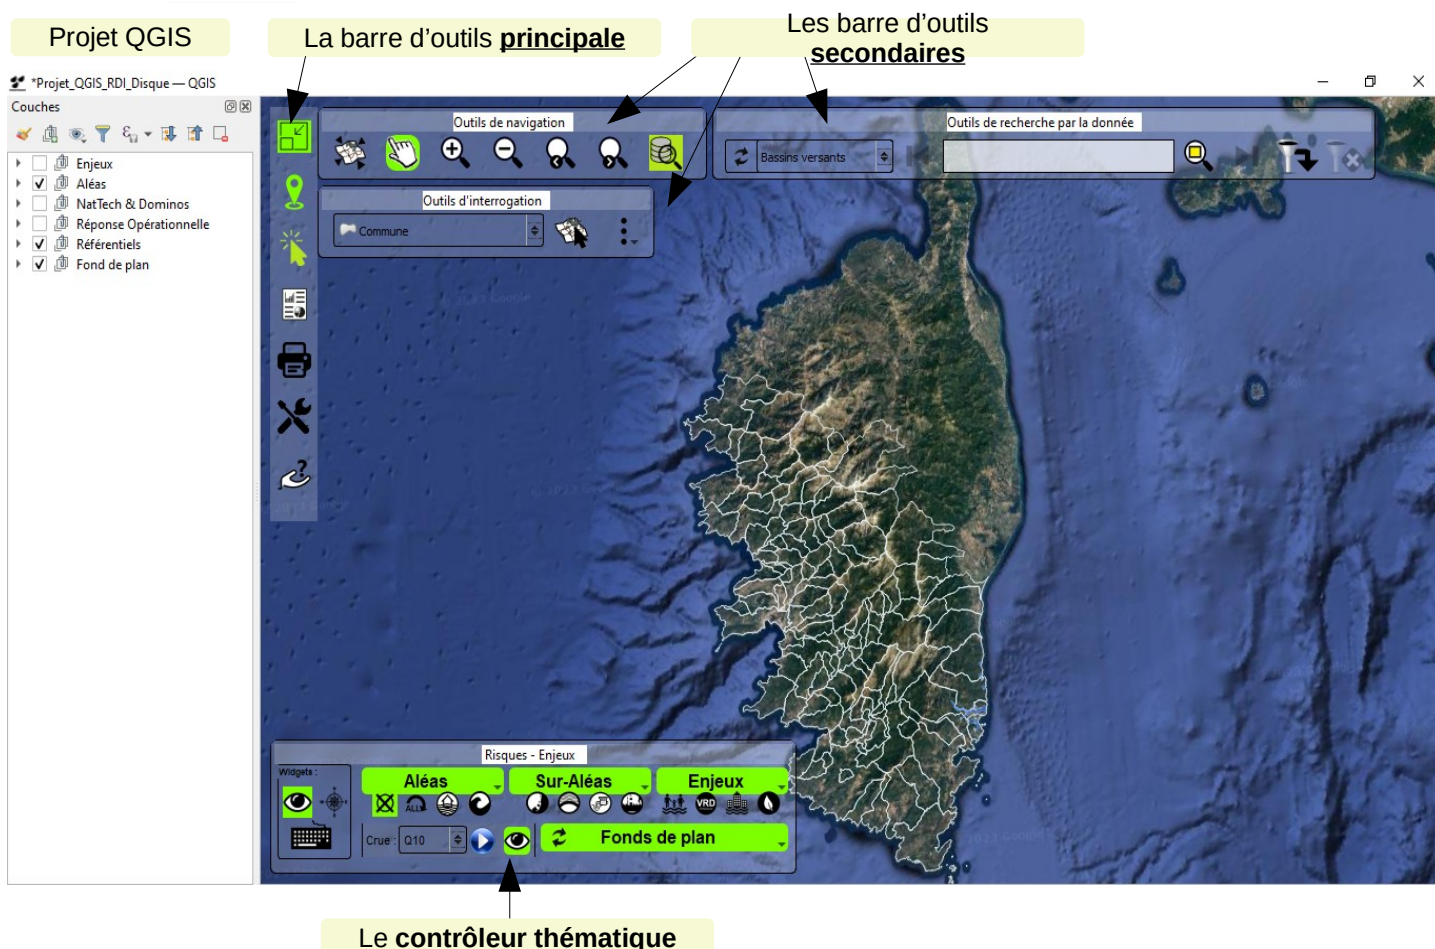 Projet QGIS
La barre d’outils principale
Les barre d’outils
secondaires
*Projet_QGIS_RDI_Disque — QGIS
Couches
Enjeux
Aléas
NatTech & Dominos
Réponse Opérationnelle
Référentiels
Fond de plan
Outils de navigation
Outils de recherche par la donnée
Bassins versants
Outils d'interrogation
Commune
Risques - Enjeux
Widgets :
Aléas
Sur-Aléas
Enjeux
ALL
VRD
Crue :
Q10
Fonds de plan
Le contrôleur thématique